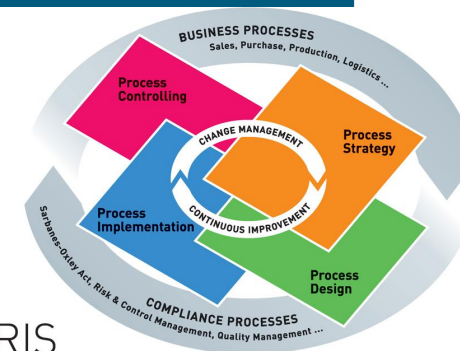 BUSINESS PROCESSES
Sales, Purchase, Production, Logistics ...
Process
Controlling
Process
Strategy
CHANGE MANAGEMENT
CONTINUOUS IMPROVEMENT
Process
Implementation
Process
Design
COMPLIANCE PROCESSES
Sarbanes-Oxley Act, Risk & Control Management, Quality Management ...
RIS